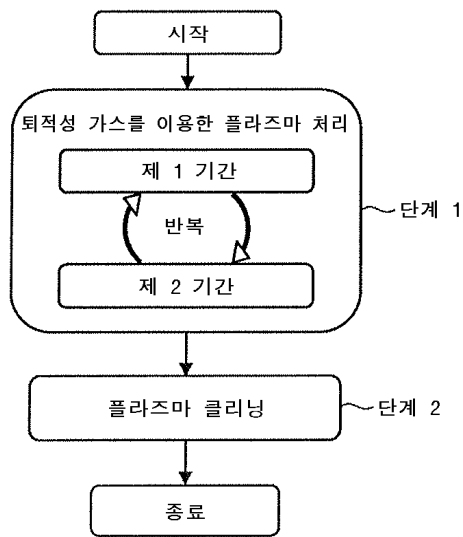 시작
퇴적성 가스를 이용한 플라즈마 처리
제 1 기간
반복
단계 1
제 2 기간
플라즈마 클리닝
단계 2
종료